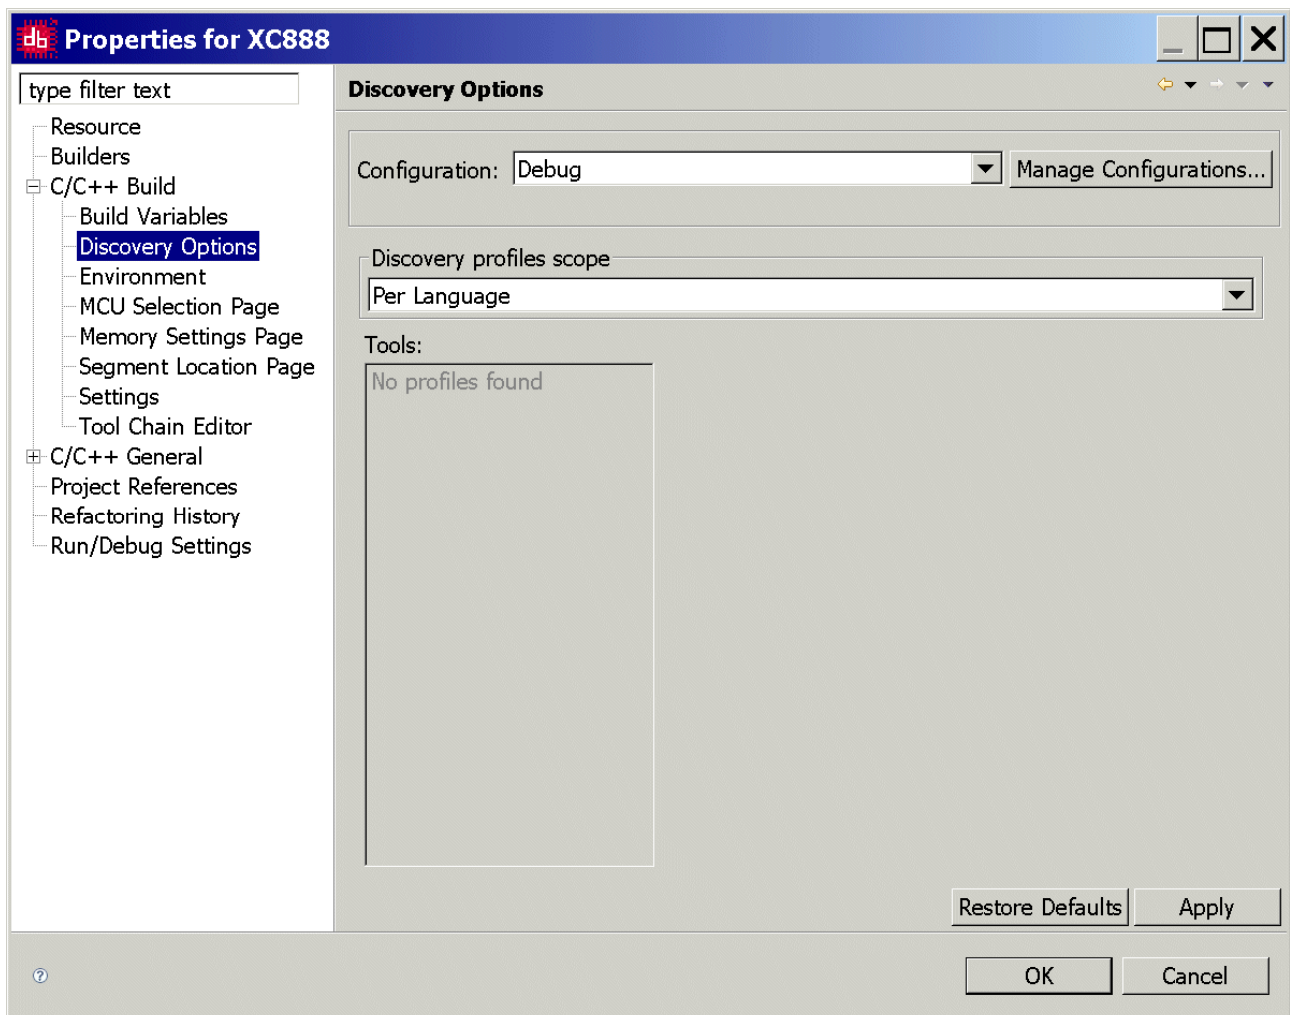 db Properties for XC888
type filter text
Resource
Builders
C/C++ Build
Build Variables
Discovery Options
Environment
MCU Selection Page
Memory Settings Page
Segment Location Page
Settings
Tool Chain Editor
C/C++ General
Project References
Refactoring History
Run/Debug Settings
Discovery Options
Configuration: Debug Manage Configurations...
Discovery profiles scope
Per Language
Tools:
No profiles found
Restore Defaults Apply
? OK Cancel